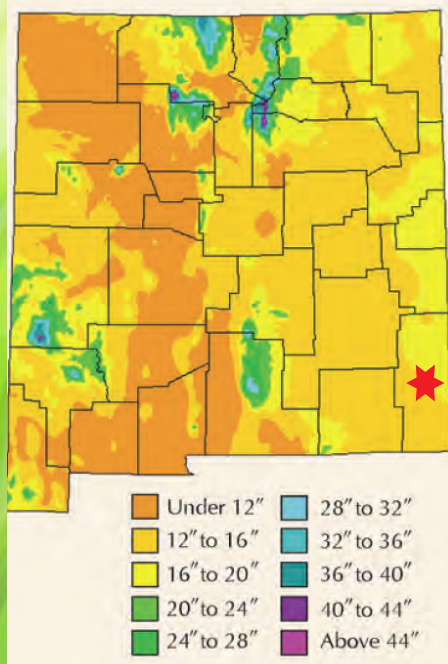 Under 12″
12″ to 16″
16″ to 20″
20″ to 24″
24″ to 28″
28″ to 32″
32″ to 36″
36″ to 40″
40″ to 44″
Above 44″